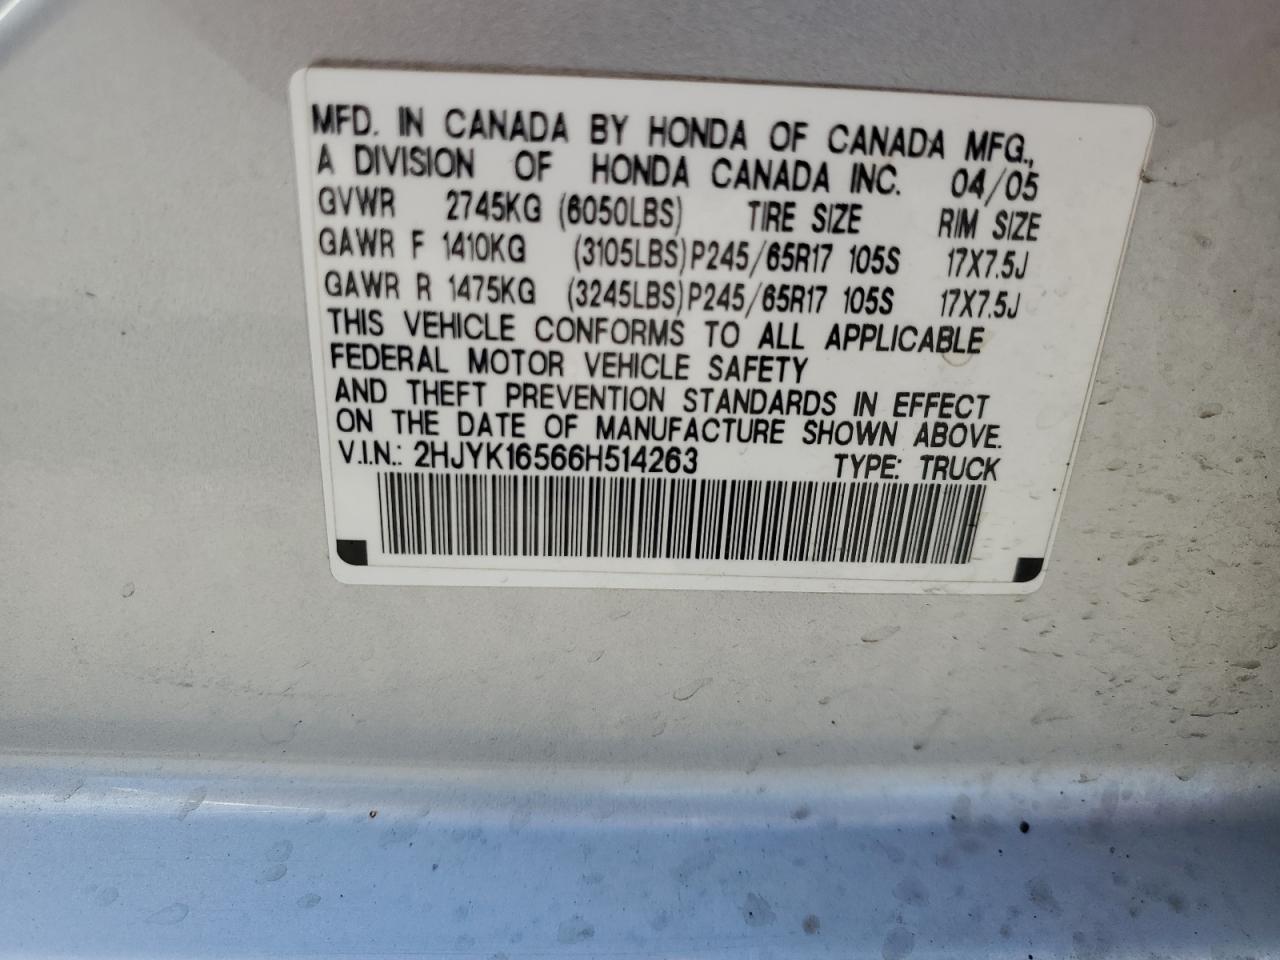 MFD. IN CANADA BY HONDA OF CANADA MFG.,
A DIVISION OF HONDA CANADA INC. 04/05
GVWR 2745KG (6050LBS) TIRE SIZE RIM SIZE
GAWR F 1410KG (3105LBS) P245/65R17 105S 17X7.5J
GAWR R 1475KG (3245LBS) P245/65R17 105S 17X7.5J
THIS VEHICLE CONFORMS TO ALL APPLICABLE
FEDERAL MOTOR VEHICLE SAFETY
AND THEFT PREVENTION STANDARDS IN EFFECT
ON THE DATE OF MANUFACTURE SHOWN ABOVE.
V.I.N.: 2HJYK16566H514263 TYPE: TRUCK